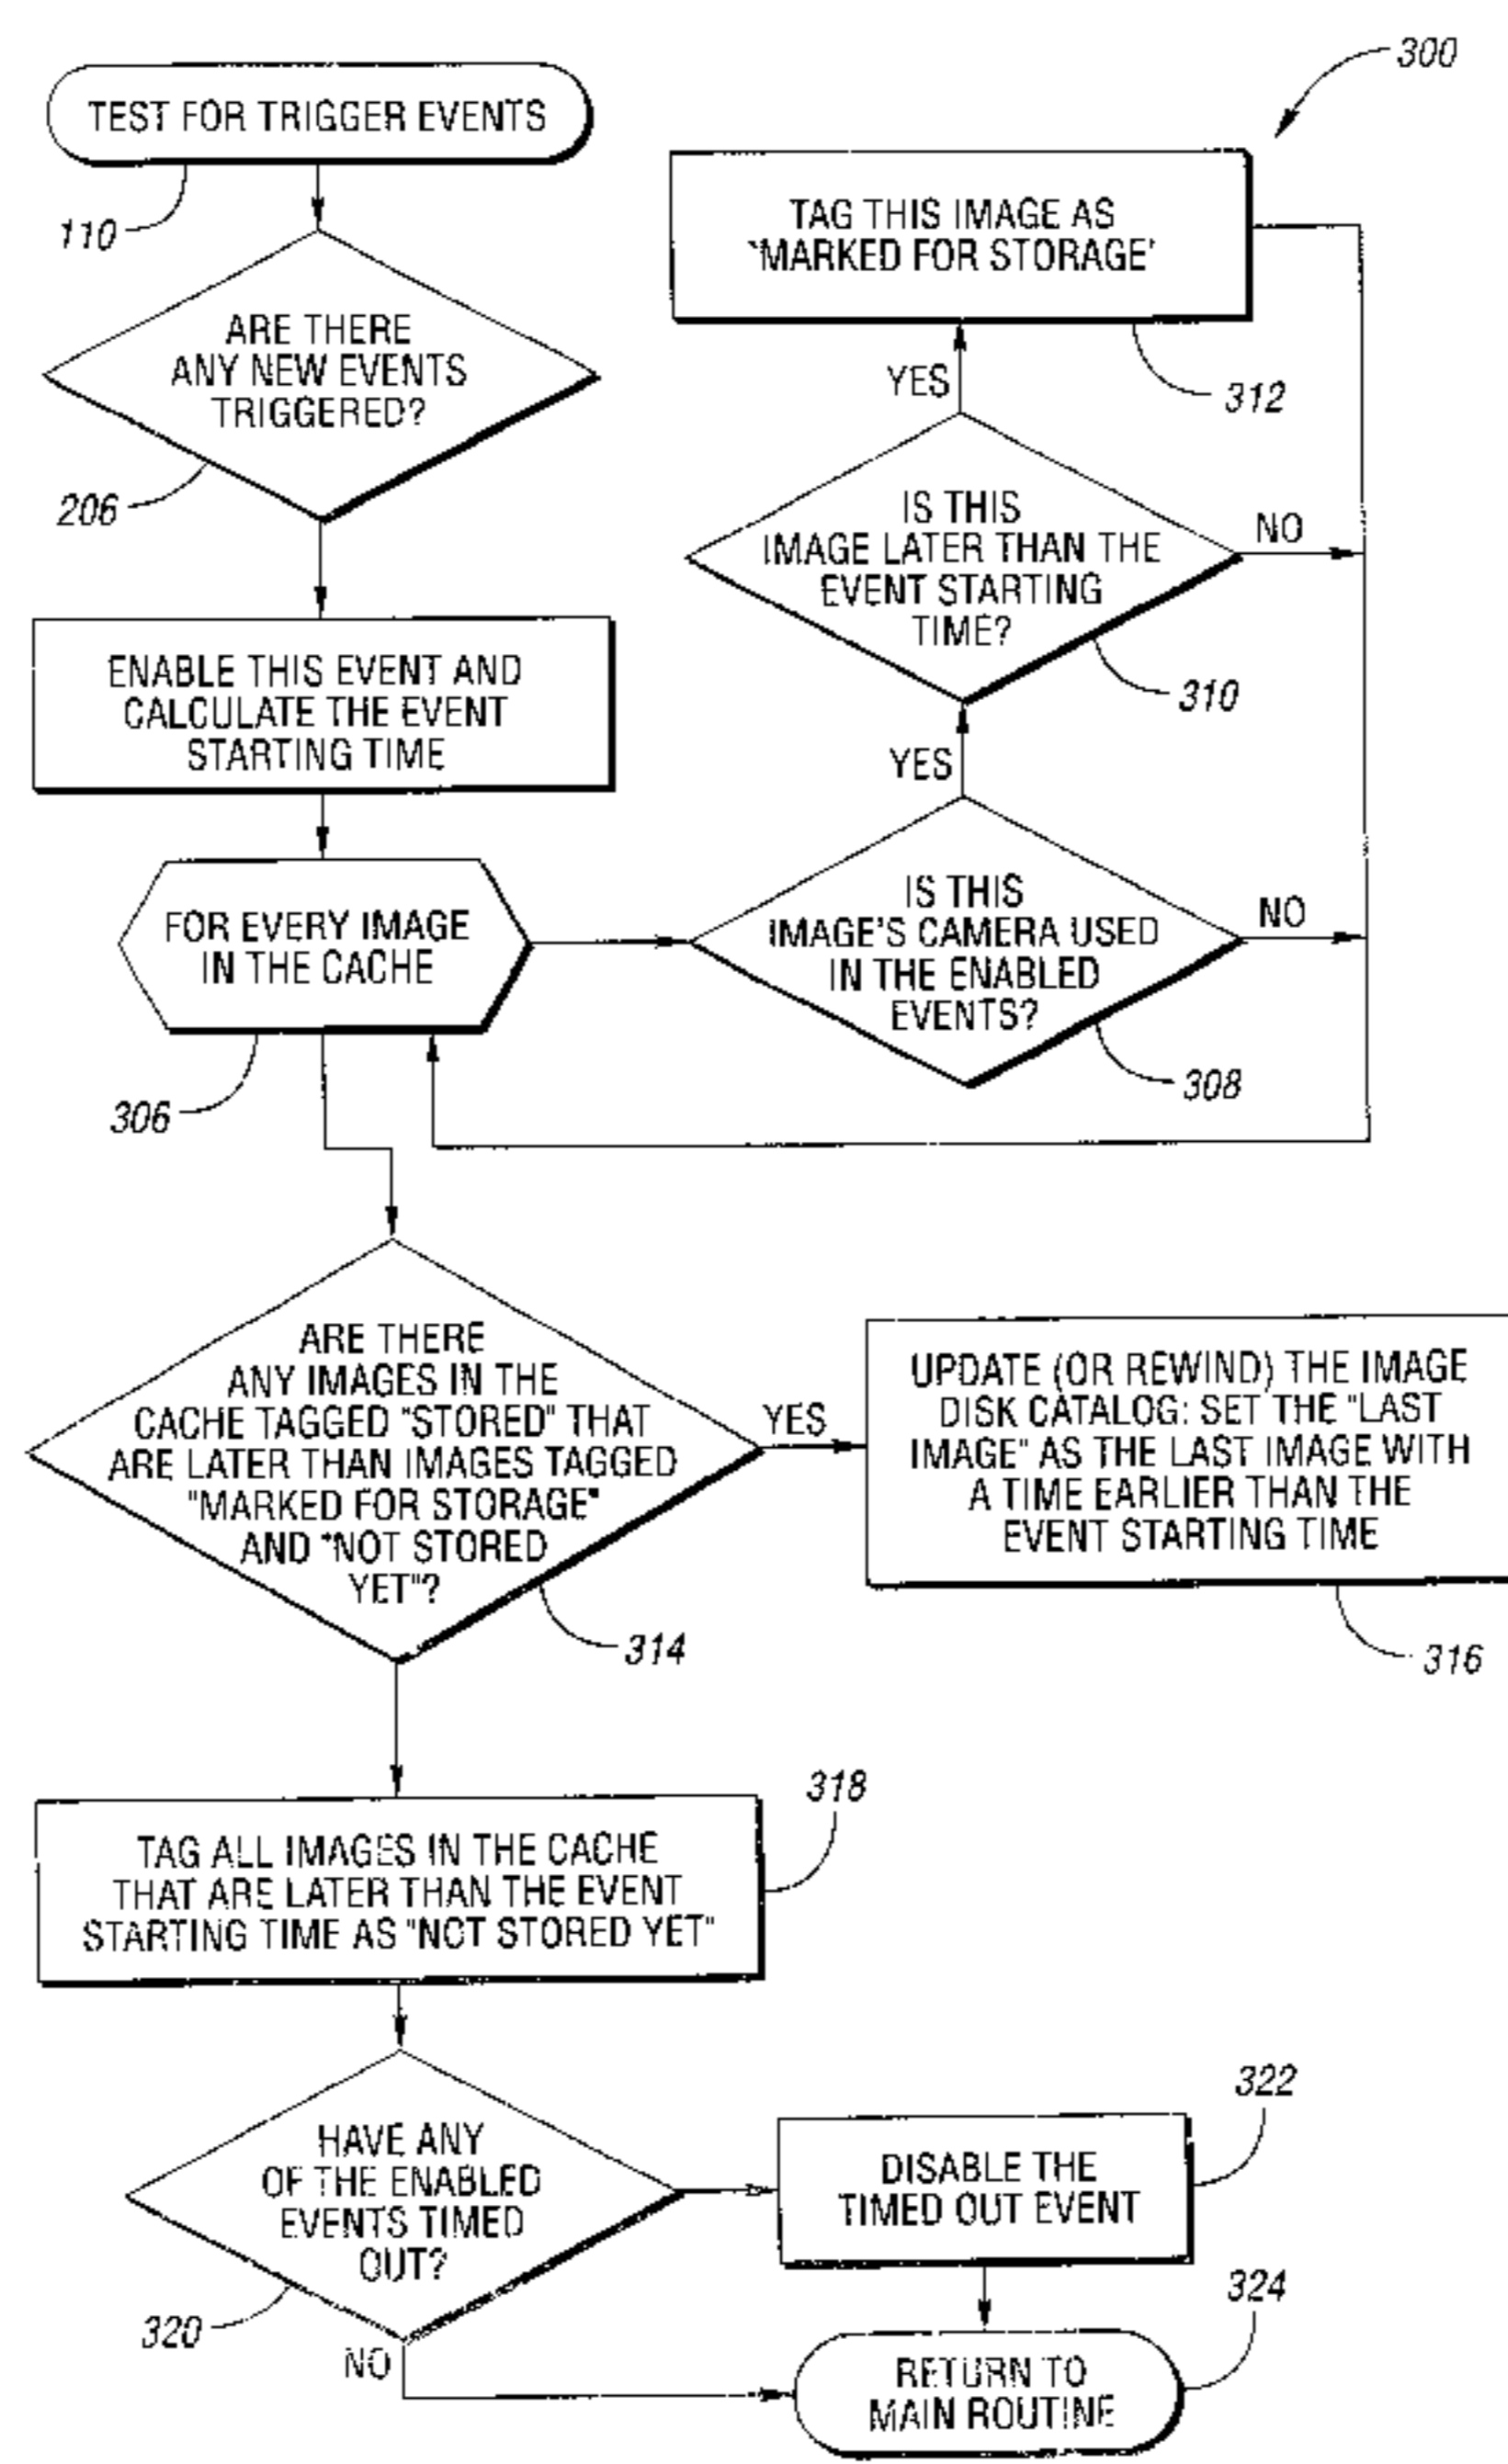 300
TEST FOR TRIGGER EVENTS
110
ARE THERE
ANY NEW EVENTS
TRIGGERED?
206
ENABLE THIS EVENT AND
CALCULATE THE EVENT
STARTING TIME
FOR EVERY IMAGE
IN THE CACHE
306
TAG THIS IMAGE AS
"MARKED FOR STORAGE"
312
YES
IS THIS
IMAGE LATER THAN THE
EVENT STARTING
TIME?
NO
310
YES
IS THIS
IMAGE'S CAMERA USED
IN THE ENABLED
EVENTS?
NO
308
ARE THERE
ANY IMAGES IN THE
CACHE TAGGED "STORED" THAT
ARE LATER THAN IMAGES TAGGED
"MARKED FOR STORAGE"
AND "NOT STORED
YET"?
314
YES
UPDATE (OR REWIND) THE IMAGE
DISK CATALOG: SET THE "LAST
IMAGE" AS THE LAST IMAGE WITH
A TIME EARLIER THAN THE
EVENT STARTING TIME
316
318
TAG ALL IMAGES IN THE CACHE
THAT ARE LATER THAN THE EVENT
STARTING TIME AS "NOT STORED YET"
HAVE ANY
OF THE ENABLED
EVENTS TIMED
OUT?
320
NO
322
DISABLE THE
TIMED OUT EVENT
324
RETURN TO
MAIN ROUTINE